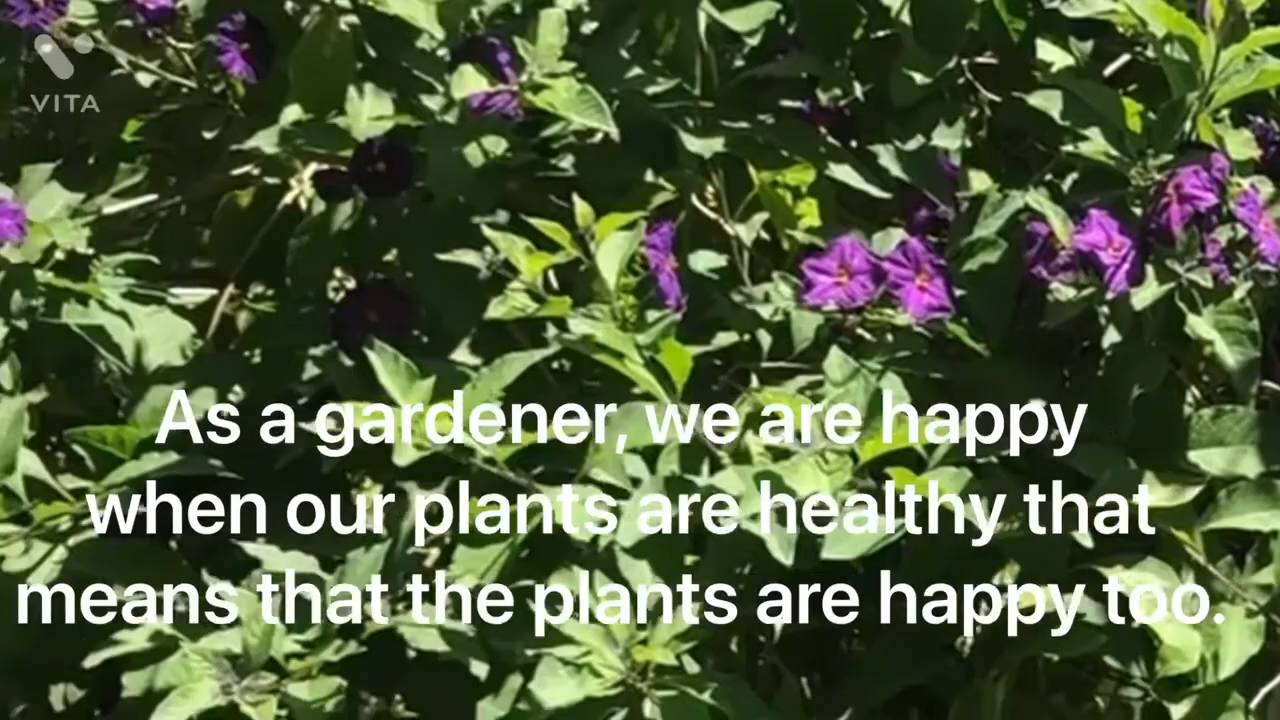 VITA
As a gardener, we are happy
when our plants are healthy that
means that the plants are happy too.